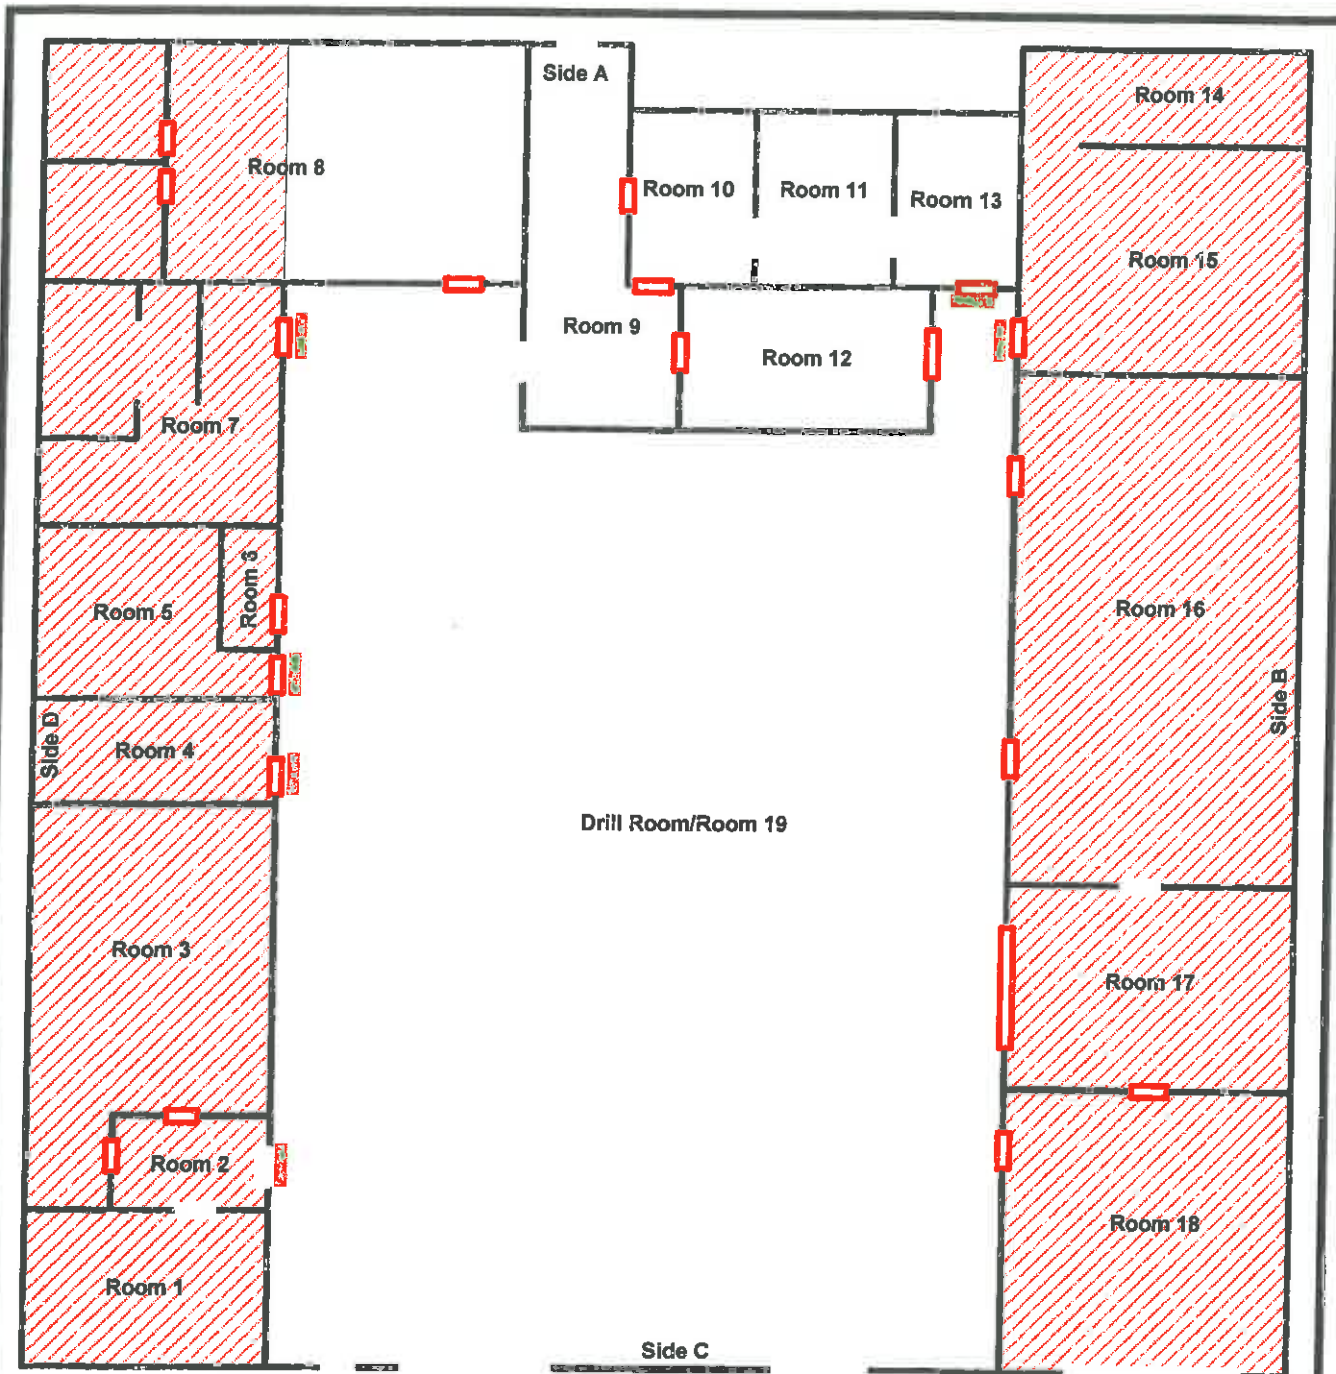 Side A
Room 14
Room 8
Room 10
Room 11
Room 13
Room 15
Room 9
Room 12
Room 7
Room 6
Room 5
Room 16
Side B
Side D
Room 4
Drill Room/Room 19
Room 3
Room 17
Room 2
Room 18
Room 1
Side C